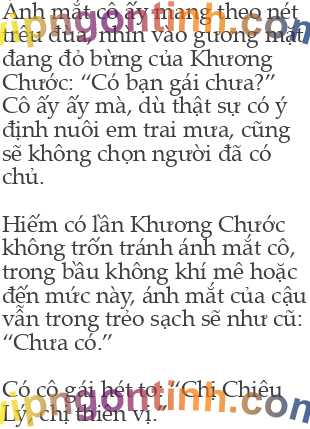 Ánh mắt cô ấy mang theo nét
trêu đùa, nhìn vào gương mặt
đang đỏ bừng của Khương
Chước: “Có bạn gái chưa?”
Cô ấy ấy mà, dù thật sự có ý
định nuôi em trai mưa, cũng
sẽ không chọn người đã có
chủ.
Hiếm có lần Khương Chước
không trốn tránh ánh mắt cô,
trong bầu không khí mê hoặc
đến mức này, ánh mắt của cậu
vẫn trong trẻo sạch sẽ như cũ:
“Chưa có.”
Có cô gái hét to: “Chị Chiêu
Lý, chị thiên vị.”
vipngontinh.com
vipngontinh.com